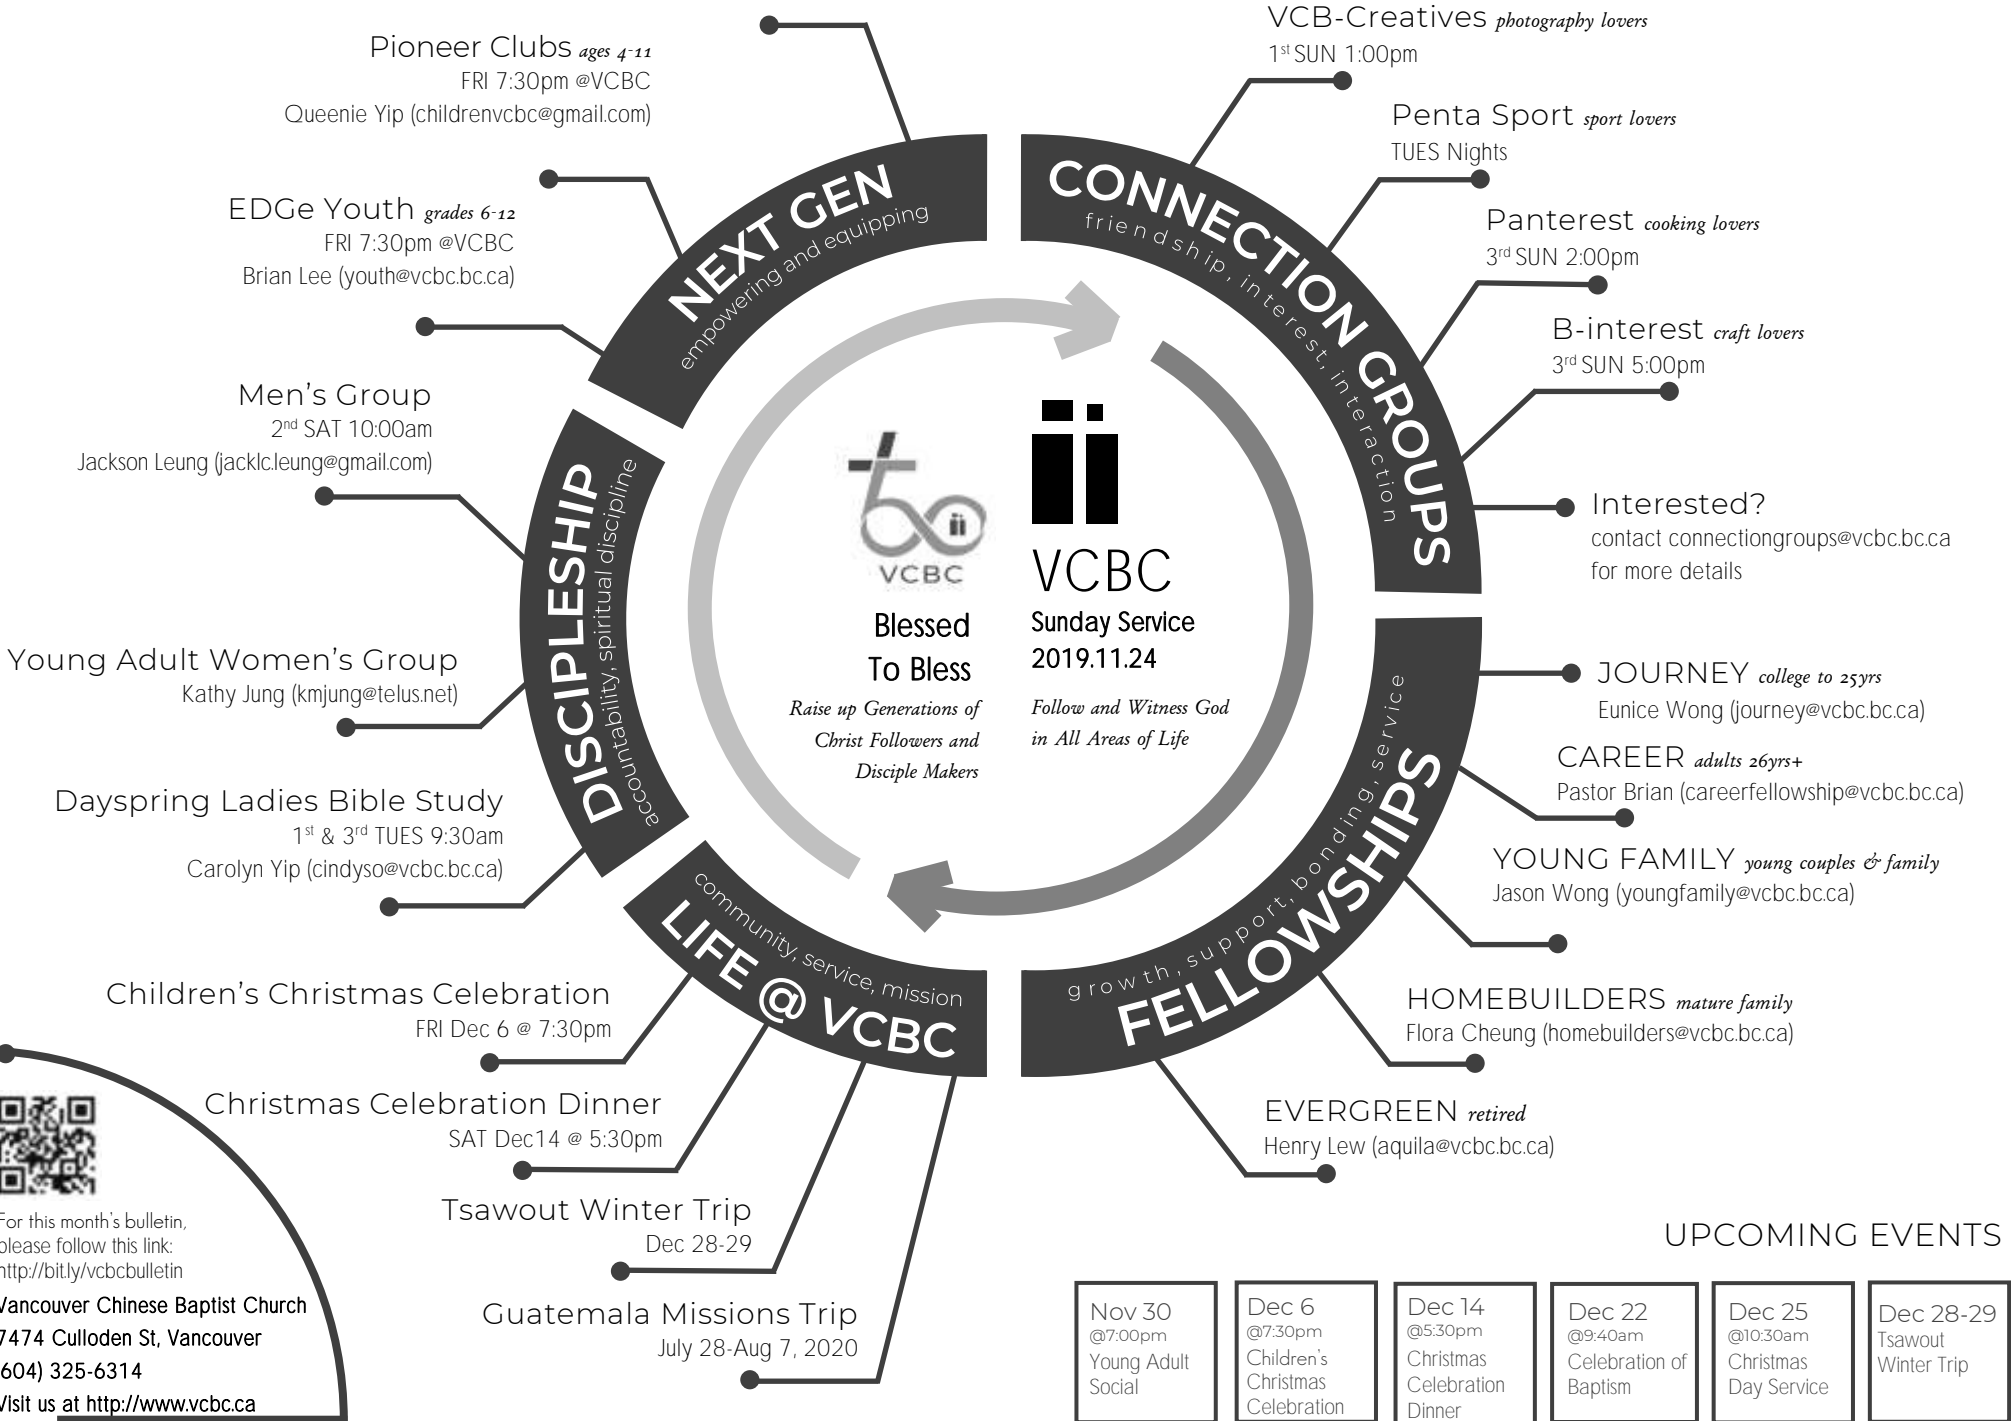 Pioneer Clubs ages 4-11
FRI 7:30pm @VCBC
Queenie Yip (childrenvcbc@gmail.com)
EDGe Youth grades 6-12
FRI 7:30pm @VCBC
Brian Lee (youth@vcbc.bc.ca)
NEXT GEN
empowering and equipping
Men's Group
2nd SAT 10:00am
Jackson Leung (jacklc.leung@gmail.com)
Young Adult Women's Group
Kathy Jung (kmjung@telus.net)
Dayspring Ladies Bible Study
1st & 3rd TUES 9:30am
Carolyn Yip (cindyso@vcbc.bc.ca)
DISCIPLESHIP
accountability, spiritual discipline
Children's Christmas Celebration
FRI Dec 6 @ 7:30pm
Christmas Celebration Dinner
SAT Dec14 @ 5:30pm
Tsawout Winter Trip
Dec 28-29
Guatemala Missions Trip
July 28-Aug 7, 2020
community, service, mission
LIFE @ VCBC
VCBC
Blessed
To Bless
Raise up Generations of
Christ Followers and
Disciple Makers
VCBC
Sunday Service
2019.11.24
Follow and Witness God
in All Areas of Life
VCB-Creatives photography lovers
1st SUN 1:00pm
Penta Sport sport lovers
TUES Nights
Panterest cooking lovers
3rd SUN 2:00pm
B-interest craft lovers
3rd SUN 5:00pm
Interested?
contact connectiongroups@vcbc.bc.ca
for more details
CONNECTION GROUPS
friendship, interest, interaction
JOURNEY college to 25yrs
Eunice Wong (journey@vcbc.bc.ca)
CAREER adults 26yrs+
Pastor Brian (careerfellowship@vcbc.bc.ca)
YOUNG FAMILY young couples & family
Jason Wong (youngfamily@vcbc.bc.ca)
HOMEBUILDERS mature family
Flora Cheung (homebuilders@vcbc.bc.ca)
EVERGREEN retired
Henry Lew (aquila@vcbc.bc.ca)
growth, support, bonding, service
FELLOWSHIPS
For this month's bulletin,
please follow this link:
http://bit.ly/vcbcbulletin
Vancouver Chinese Baptist Church
7474 Culloden St, Vancouver
(604) 325-6314
Visit us at http://www.vcbc.ca
UPCOMING EVENTS
Nov 30
@7:00pm
Young Adult
Social
Dec 6
@7:30pm
Children's
Christmas
Celebration
Dec 14
@5:30pm
Christmas
Celebration
Dinner
Dec 22
@9:40am
Celebration of
Baptism
Dec 25
@10:30am
Christmas
Day Service
Dec 28-29
Tsawout
Winter Trip